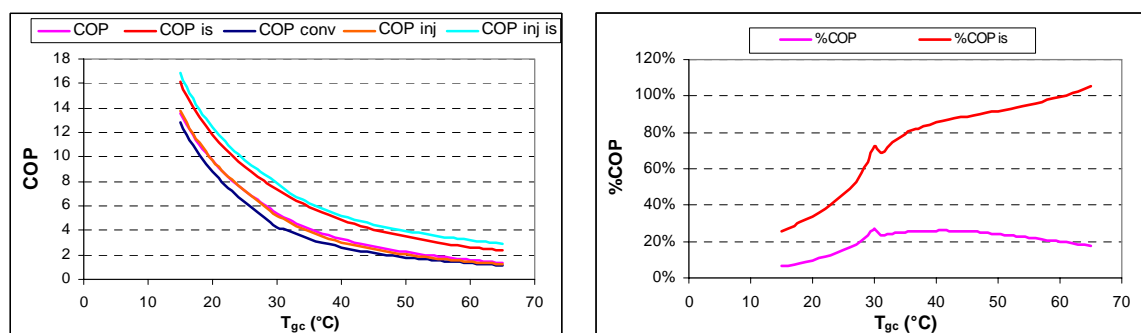 COP COP is COP conv COP inj COP inj is
18
16
14
12
10
8
6
4
2
0
COP
0 10 20 30 40 50 60 70
Tgc (°C)
%COP %COP is
120%
100%
80%
60%
40%
20%
0%
%COP
0 10 20 30 40 50 60 70
Tgc (°C)